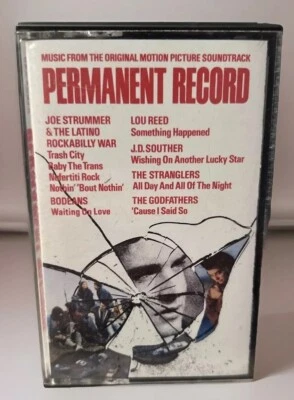 MUSIC FROM THE ORIGINAL MOTION PICTURE SOUNDTRACK
PERMANENT RECORD
JOE STRUMMER
& THE LATINO
ROCKABILLY WAR
Trash City
Baby The Trans
Nefertiti Rock
Nothin' 'Bout Nothin'
BODEANS
Waiting On Love
LOU REED
Something Happened
J.D. SOUTHER
Wishing On Another Lucky Star
THE STRANGLERS
All Day And All Of The Night
THE GODFATHERS
'Cause I Said So